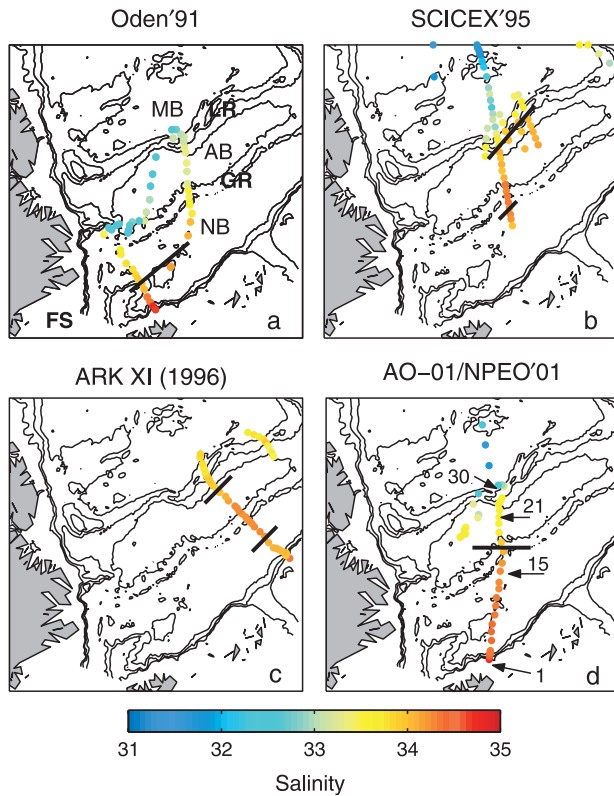 Oden'91
SCICEX'95
MB
LR
AB
GR
NB
FS
a
b
ARK XI (1996)
AO-01/NPEO'01
30
21
15
1
c
d
31
32
33
34
35
Salinity